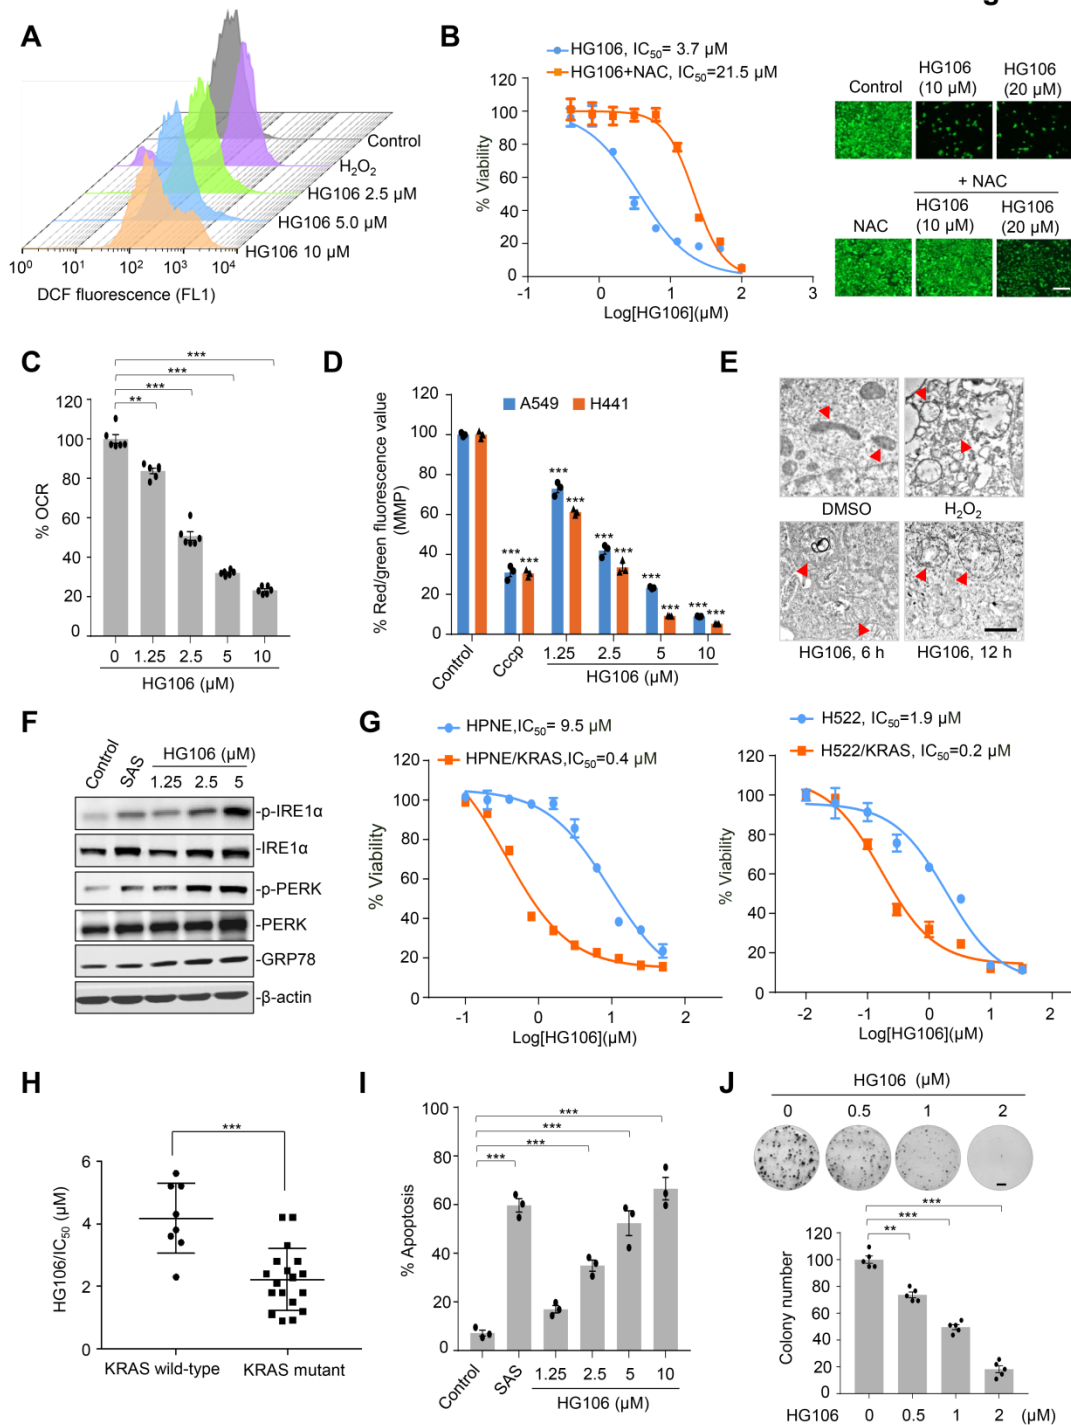 g
A
Control
H₂O₂
HG106 2.5 µM
HG106 5.0 µM
HG106 10 µM
10⁰ 10¹ 10² 10³ 10⁴
DCF fluorescence (FL1)
B
HG106, IC₅₀= 3.7 µM
HG106+NAC, IC₅₀=21.5 µM
% Viability
120
100
80
60
40
20
0
-1 0 1 2 3
Log[HG106](µM)
Control
HG106 (10 µM)
HG106 (20 µM)
+ NAC
NAC
HG106 (10 µM)
HG106 (20 µM)
C
***
***
***
**
% OCR
120
100
80
60
40
20
0
0 1.25 2.5 5 10
HG106 (µM)
D
% Red/green fluorescence value
(MMP)
120
100
80
60
40
20
0
A549 H441
*** *** *** *** *** *** *** *** *** ***
Control Cccp 1.25 2.5 5 10
HG106 (µM)
E
DMSO H₂O₂
HG106, 6 h HG106, 12 h
F
Control SAS HG106 (µM)
1.25 2.5 5
-p-IRE1α
-IRE1α
-p-PERK
-PERK
-GRP78
-β-actin
G
HPNE,IC₅₀= 9.5 µM
HPNE/KRAS,IC₅₀=0.4 µM
% Viability
120
100
80
60
40
20
0
-1 0 1 2
Log[HG106](µM)
H522, IC₅₀=1.9 µM
H522/KRAS, IC₅₀=0.2 µM
% Viability
120
100
80
60
40
20
0
-2 -1 0 1 2
Log[HG106](µM)
H
***
HG106/IC₅₀ (µM)
6
4
2
0
KRAS wild-type KRAS mutant
I
***
***
***
***
% Apoptosis
100
80
60
40
20
0
Control SAS 1.25 2.5 5 10
HG106 (µM)
J
HG106 (µM)
0 0.5 1 2
***
***
**
Colony number
120
100
80
60
40
20
0
HG106 0 0.5 1 2 (µM)